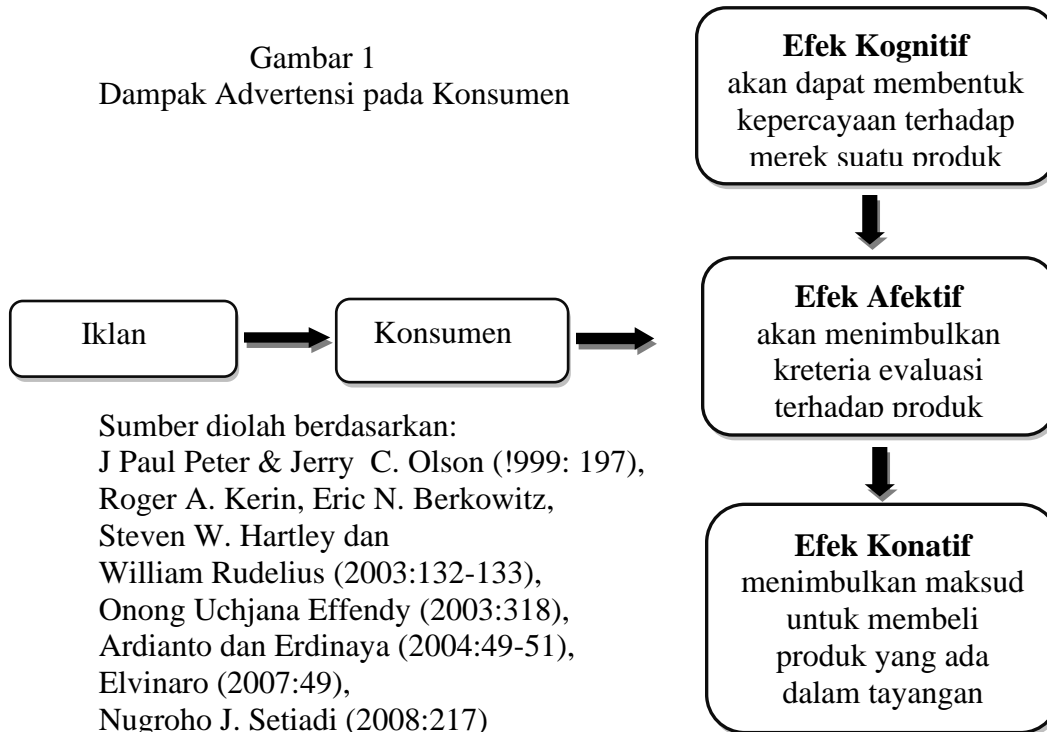 Gambar 1
Dampak Advertensi pada Konsumen
Efek Kognitif
akan dapat membentuk
kepercayaan terhadap
merek suatu produk
Iklan
Konsumen
Efek Afektif
akan menimbulkan
kreteria evaluasi
terhadap produk
Efek Konatif
menimbulkan maksud
untuk membeli
produk yang ada
dalam tayangan
Sumber diolah berdasarkan:
J Paul Peter & Jerry C. Olson (!999: 197),
Roger A. Kerin, Eric N. Berkowitz,
Steven W. Hartley dan
William Rudelius (2003:132-133),
Onong Uchjana Effendy (2003:318),
Ardianto dan Erdinaya (2004:49-51),
Elvinaro (2007:49),
Nugroho J. Setiadi (2008:217)